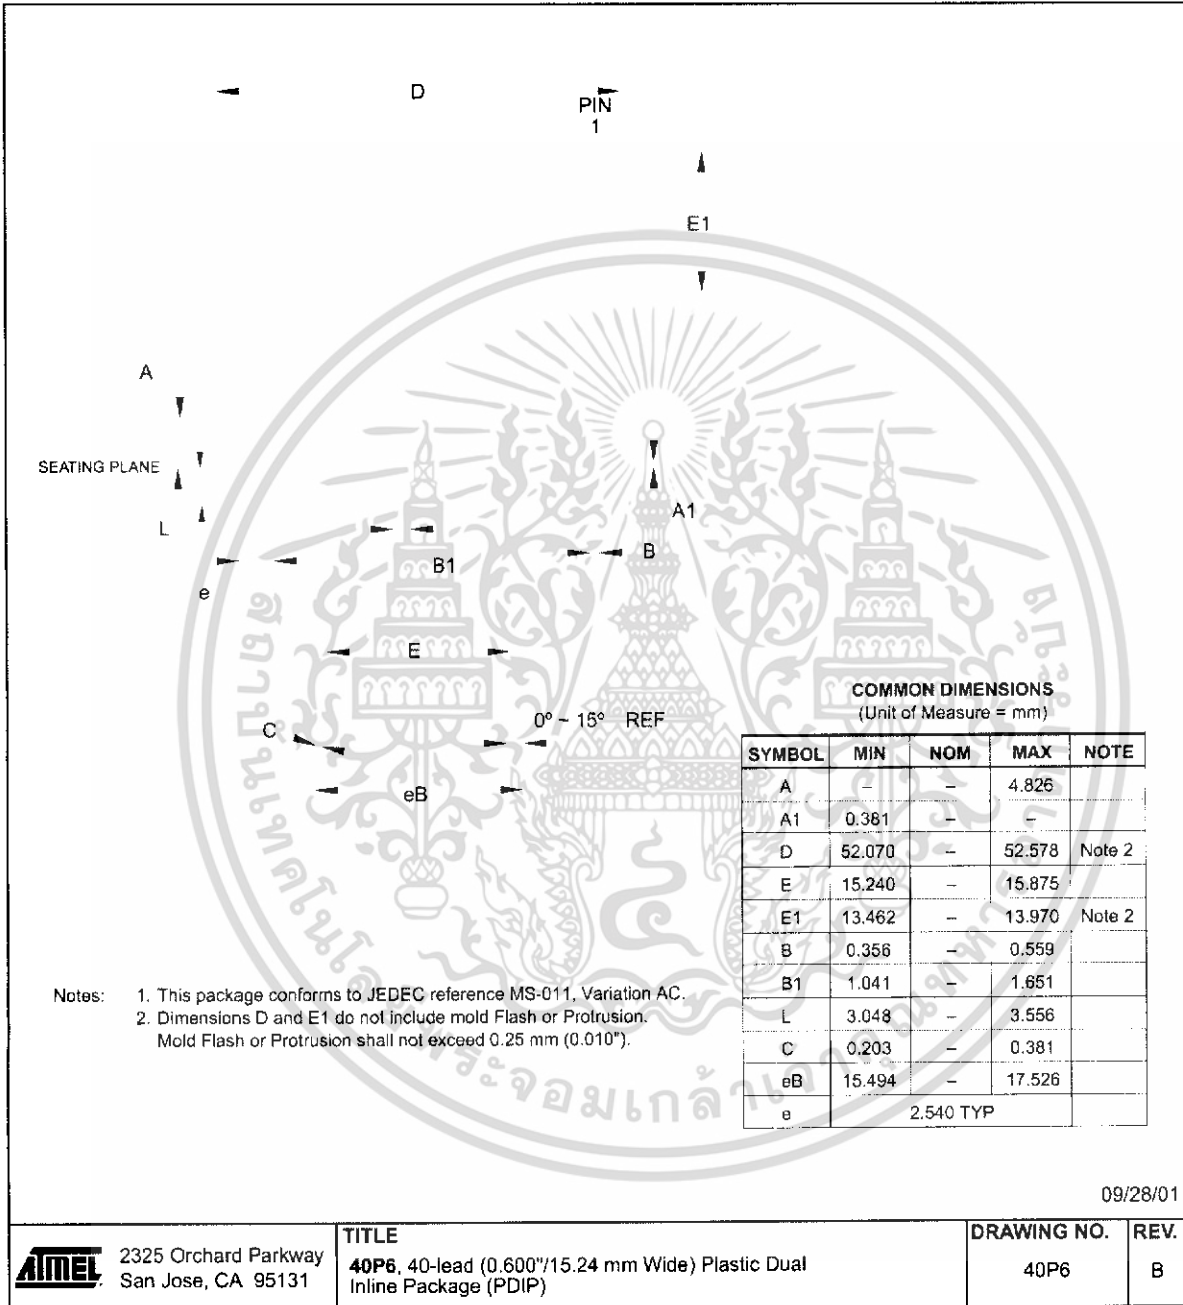 D
PIN
1
E1
A
SEATING PLANE
A1
L
B
B1
e
E
0º ~ 15º REF
C
eB
COMMON DIMENSIONS
(Unit of Measure = mm)
SYMBOL MIN NOM MAX NOTE
A – – 4.826
A1 0.381 – –
D 52.070 – 52.578 Note 2
E 15.240 – 15.875
E1 13.462 – 13.970 Note 2
B 0.356 – 0.559
B1 1.041 – 1.651
L 3.048 – 3.556
C 0.203 – 0.381
eB 15.494 – 17.526
e 2.540 TYP
Notes: 1. This package conforms to JEDEC reference MS-011, Variation AC.
2. Dimensions D and E1 do not include mold Flash or Protrusion.
Mold Flash or Protrusion shall not exceed 0.25 mm (0.010").
09/28/01
ATMEL
2325 Orchard Parkway
San Jose, CA 95131
TITLE
40P6, 40-lead (0.600"/15.24 mm Wide) Plastic Dual
Inline Package (PDIP)
DRAWING NO.
40P6
REV.
B